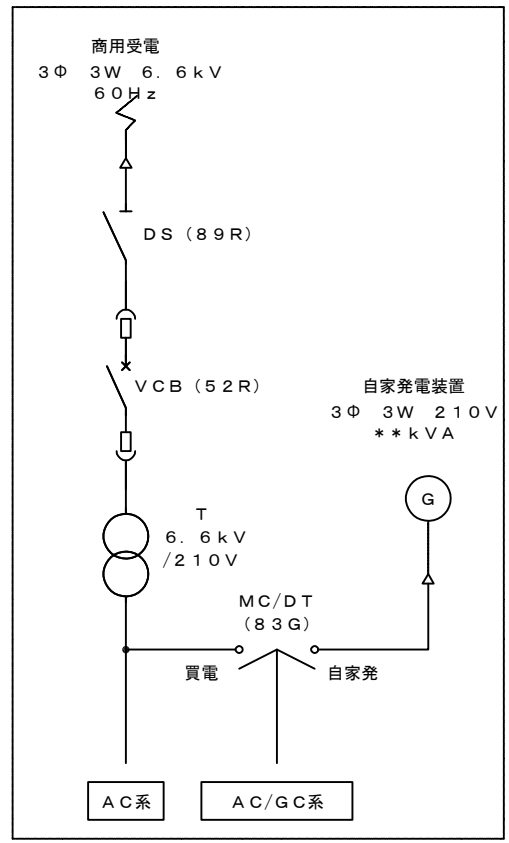 商用受電
3Φ 3W 6.6kV
60Hz
DS(89R)
VCB(52R)
自家発電装置
3Φ 3W 210V
**kVA
G
T
6.6kV
/210V
MC/DT
(83G)
買電
自家発
AC系
AC/GC系